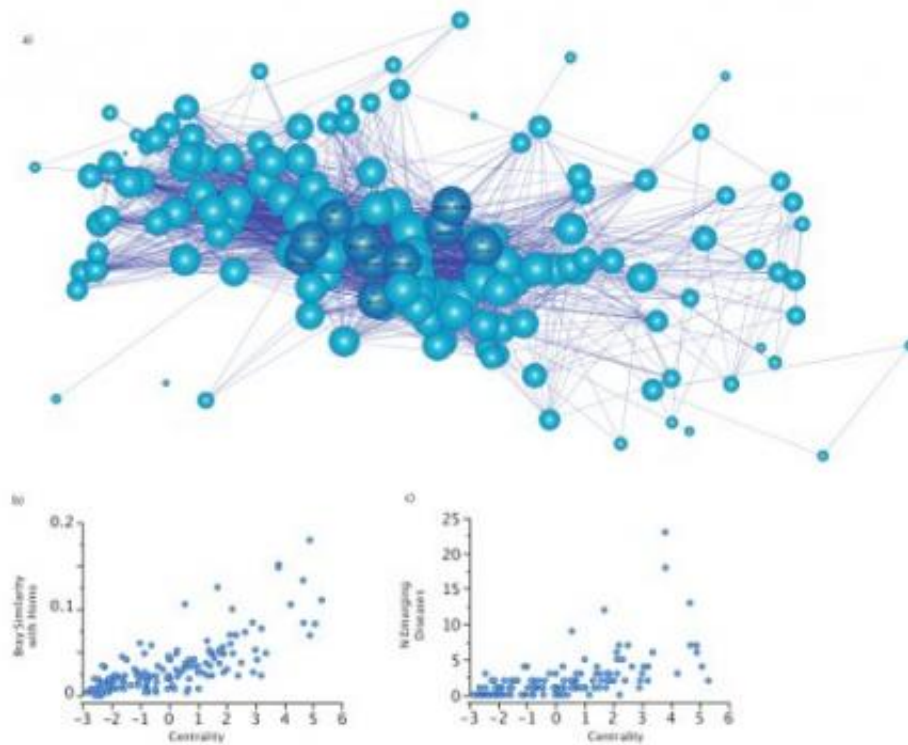 a)
b)
0.2
0.1
0
Bray Similarity
with Homo
-3 -2 -1 0 1 2 3 4 5 6
Centrality
c)
25
20
15
10
5
0
N Emerging
Diseases
-3 -2 -1 0 1 2 3 4 5 6
Centrality